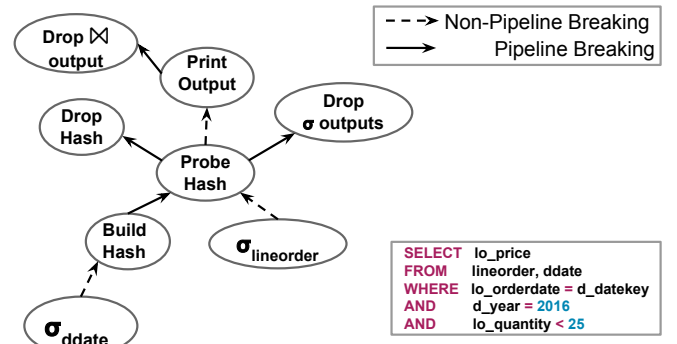 Drop ⋈
output
Print
Output
Non-Pipeline Breaking
Pipeline Breaking
Drop
Hash
Drop
σ outputs
Probe
Hash
Build
Hash
σlineorder
σddate
SELECT lo_price
FROM lineorder, ddate
WHERE lo_orderdate = d_datekey
AND d_year = 2016
AND lo_quantity < 25